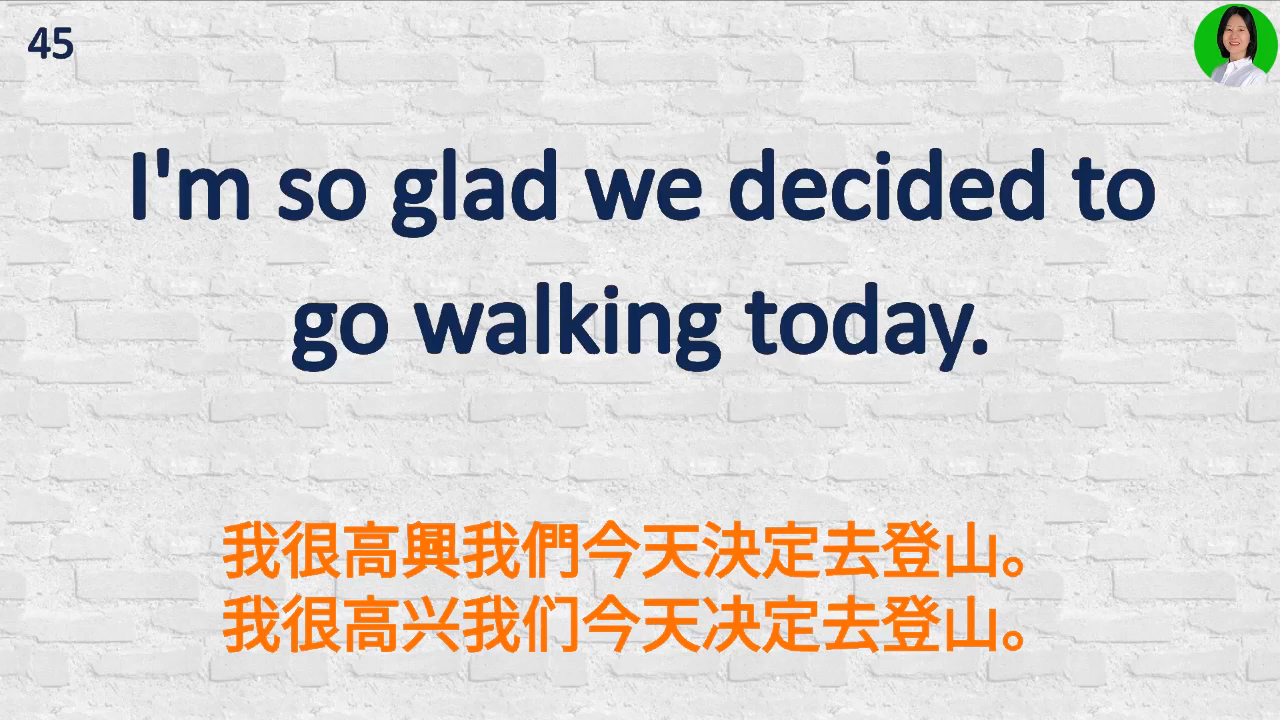 45
I'm so glad we decided to
go walking today.
我很高興我們今天決定去登山。
我很高兴我们今天决定去登山。